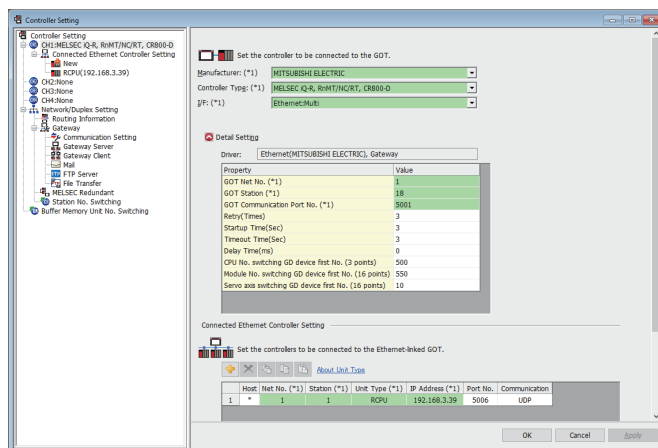 Controller Setting
Controller Setting
CH1:MELSEC iQ-R, RnMT/NC/RT, CR800-D
Connected Ethernet Controller Setting
New
RCPU(192.168.3.39)
CH2:None
CH3:None
CH4:None
Network/Duplex Setting
Routing Information
Gateway
Communication Setting
Gateway Server
Gateway Client
Mail
FTP Server
File Transfer
MELSEC Redundant
Station No. Switching
Buffer Memory Unit No. Switching
Set the controller to be connected to the GOT.
Manufacturer: (*1) MITSUBISHI ELECTRIC
Controller Type: (*1) MELSEC iQ-R, RnMT/NC/RT, CR800-D
I/F: (*1) Ethernet:Multi
Detail Setting
Driver: Ethernet(MITSUBISHI ELECTRIC), Gateway
Property Value
GOT Net No. (*1) 1
GOT Station (*1) 18
GOT Communication Port No. (*1) 5001
Retry(Times) 3
Startup Time(Sec) 3
Timeout Time(Sec) 3
Delay Time(ms) 0
CPU No. switching GD device first No. (3 points) 500
Module No. switching GD device first No. (16 points) 550
Servo axis switching GD device first No. (16 points) 10
Connected Ethernet Controller Setting
Set the controllers to be connected to the Ethernet-linked GOT.
About Unit Type
Host Net No. (*1) Station (*1) Unit Type (*1) IP Address (*1) Port No. Communication
1 * 1 1 RCPU 192.168.3.39 5006 UDP
OK Cancel Apply